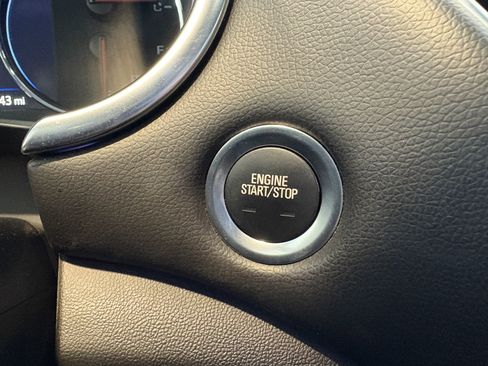 F
43 mi
ENGINE
START/STOP